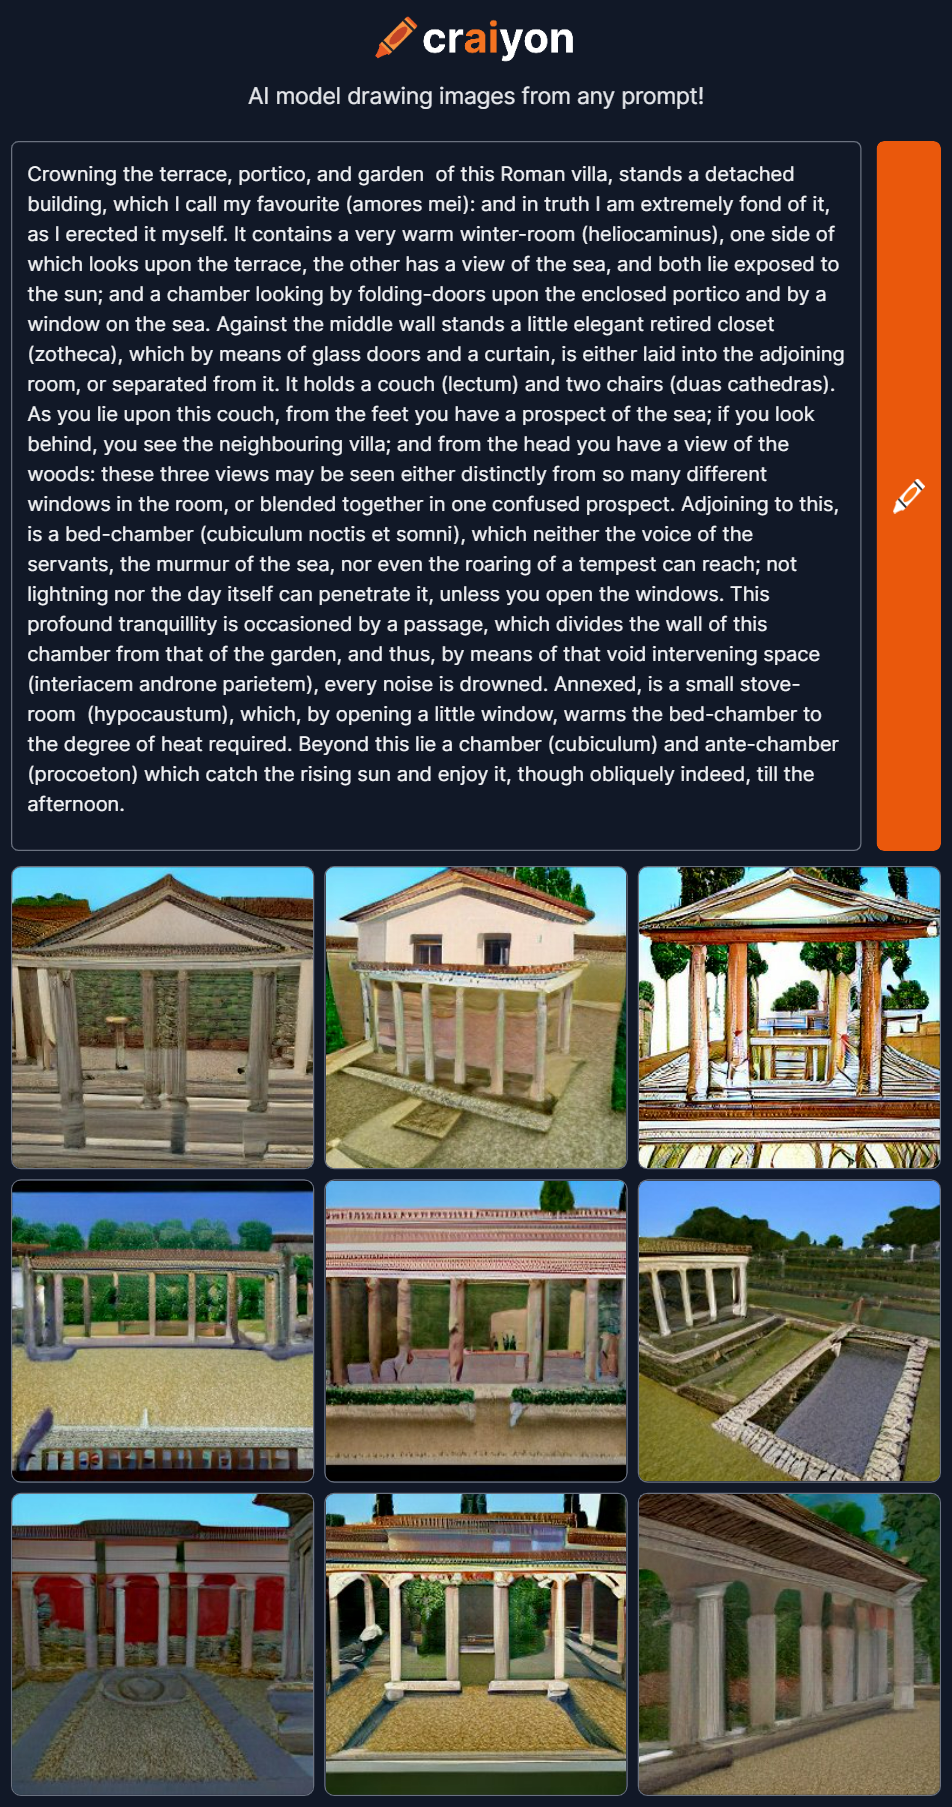 craiyon
AI model drawing images from any prompt!
Crowning the terrace, portico, and garden  of this Roman villa, stands a detached
building, which I call my favourite (amores mei): and in truth I am extremely fond of it,
as I erected it myself. It contains a very warm winter-room (heliocaminus), one side of
which looks upon the terrace, the other has a view of the sea, and both lie exposed to
the sun; and a chamber looking by folding-doors upon the enclosed portico and by a
window on the sea. Against the middle wall stands a little elegant retired closet
(zotheca), which by means of glass doors and a curtain, is either laid into the adjoining
room, or separated from it. It holds a couch (lectum) and two chairs (duas cathedras).
As you lie upon this couch, from the feet you have a prospect of the sea; if you look
behind, you see the neighbouring villa; and from the head you have a view of the
woods: these three views may be seen either distinctly from so many different
windows in the room, or blended together in one confused prospect. Adjoining to this,
is a bed-chamber (cubiculum noctis et somni), which neither the voice of the
servants, the murmur of the sea, nor even the roaring of a tempest can reach; not
lightning nor the day itself can penetrate it, unless you open the windows. This
profound tranquillity is occasioned by a passage, which divides the wall of this
chamber from that of the garden, and thus, by means of that void intervening space
(interiacem androne parietem), every noise is drowned. Annexed, is a small stove-
room  (hypocaustum), which, by opening a little window, warms the bed-chamber to
the degree of heat required. Beyond this lie a chamber (cubiculum) and ante-chamber
(procoeton) which catch the rising sun and enjoy it, though obliquely indeed, till the
afternoon.